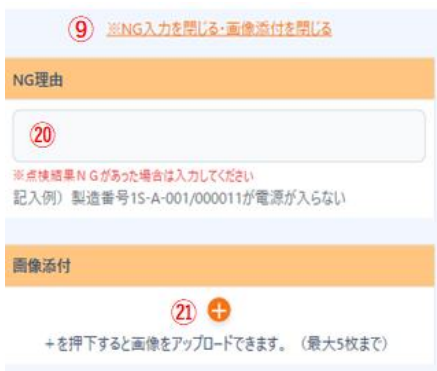 ⑨ ※NG入力を閉じる・画像添付を閉じる
NG理由
⑳
※点検結果NGがあった場合は入力してください
記入例）製造番号1S-A-001/000011が電源が入らない
画像添付
㉑ +
+を押下すると画像をアップロードできます。（最大5枚まで）